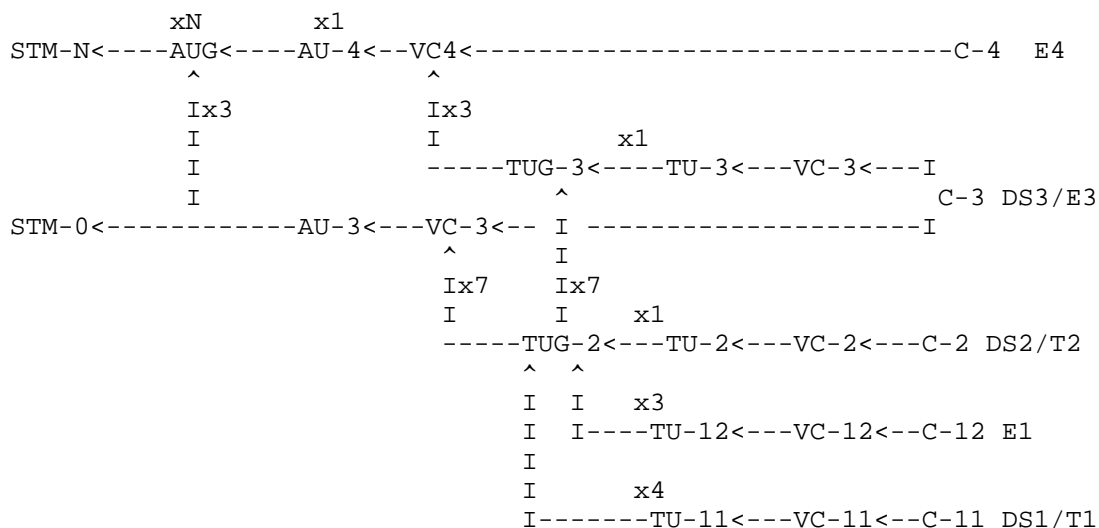 xN         x1
STM-N<----AUG<----AU-4<--VC4<------------------------------C-4  E4
           ^               ^
           Ix3             Ix3
           I               I           x1
           I               -----TUG-3<----TU-3<---VC-3<---I
           I                       ^                       C-3 DS3/E3
STM-0<------------AU-3<---VC-3<-- I ---------------------I
                            ^      I
                            Ix7    Ix7
                            I      I    x1
                            -----TUG-2<---TU-2<---VC-2<---C-2 DS2/T2
                                 ^  ^
                                 I  I   x3
                                 I  I----TU-12<---VC-12<--C-12 E1
                                 I
                                 I      x4
                                 I-------TU-11<---VC-11<--C-11 DS1/T1